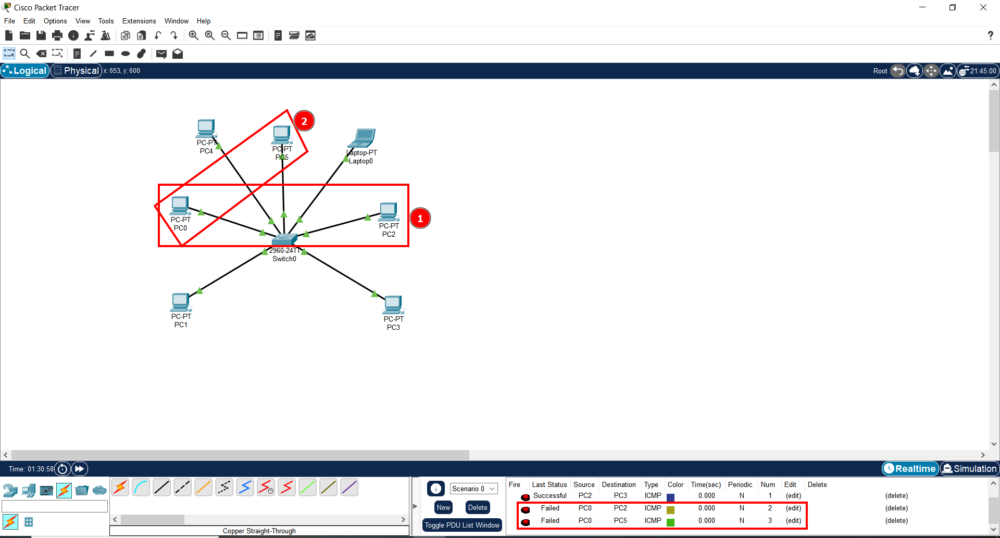 Cisco Packet Tracer
File Edit Options View Tools Extensions Window Help
Logical Physical x: 653, y: 600 Root 21:45:00
2
PC-PT
PC4
PC-PT
PC5
Laptop-PT
Laptop0
PC-PT
PC0
PC-PT
PC2
1
2960-24TT
Switch0
PC-PT
PC1
PC-PT
PC3
Time: 01:30:58 Realtime Simulation
Scenario 0
New Delete
Toggle PDU List Window
Copper Straight-Through
Fire Last Status Source Destination Type Color Time(sec) Periodic Num Edit Delete
Successful PC2 PC3 ICMP 0.000 N 1 (edit) (delete)
Failed PC0 PC2 ICMP 0.000 N 2 (edit) (delete)
Failed PC0 PC5 ICMP 0.000 N 3 (edit) (delete)